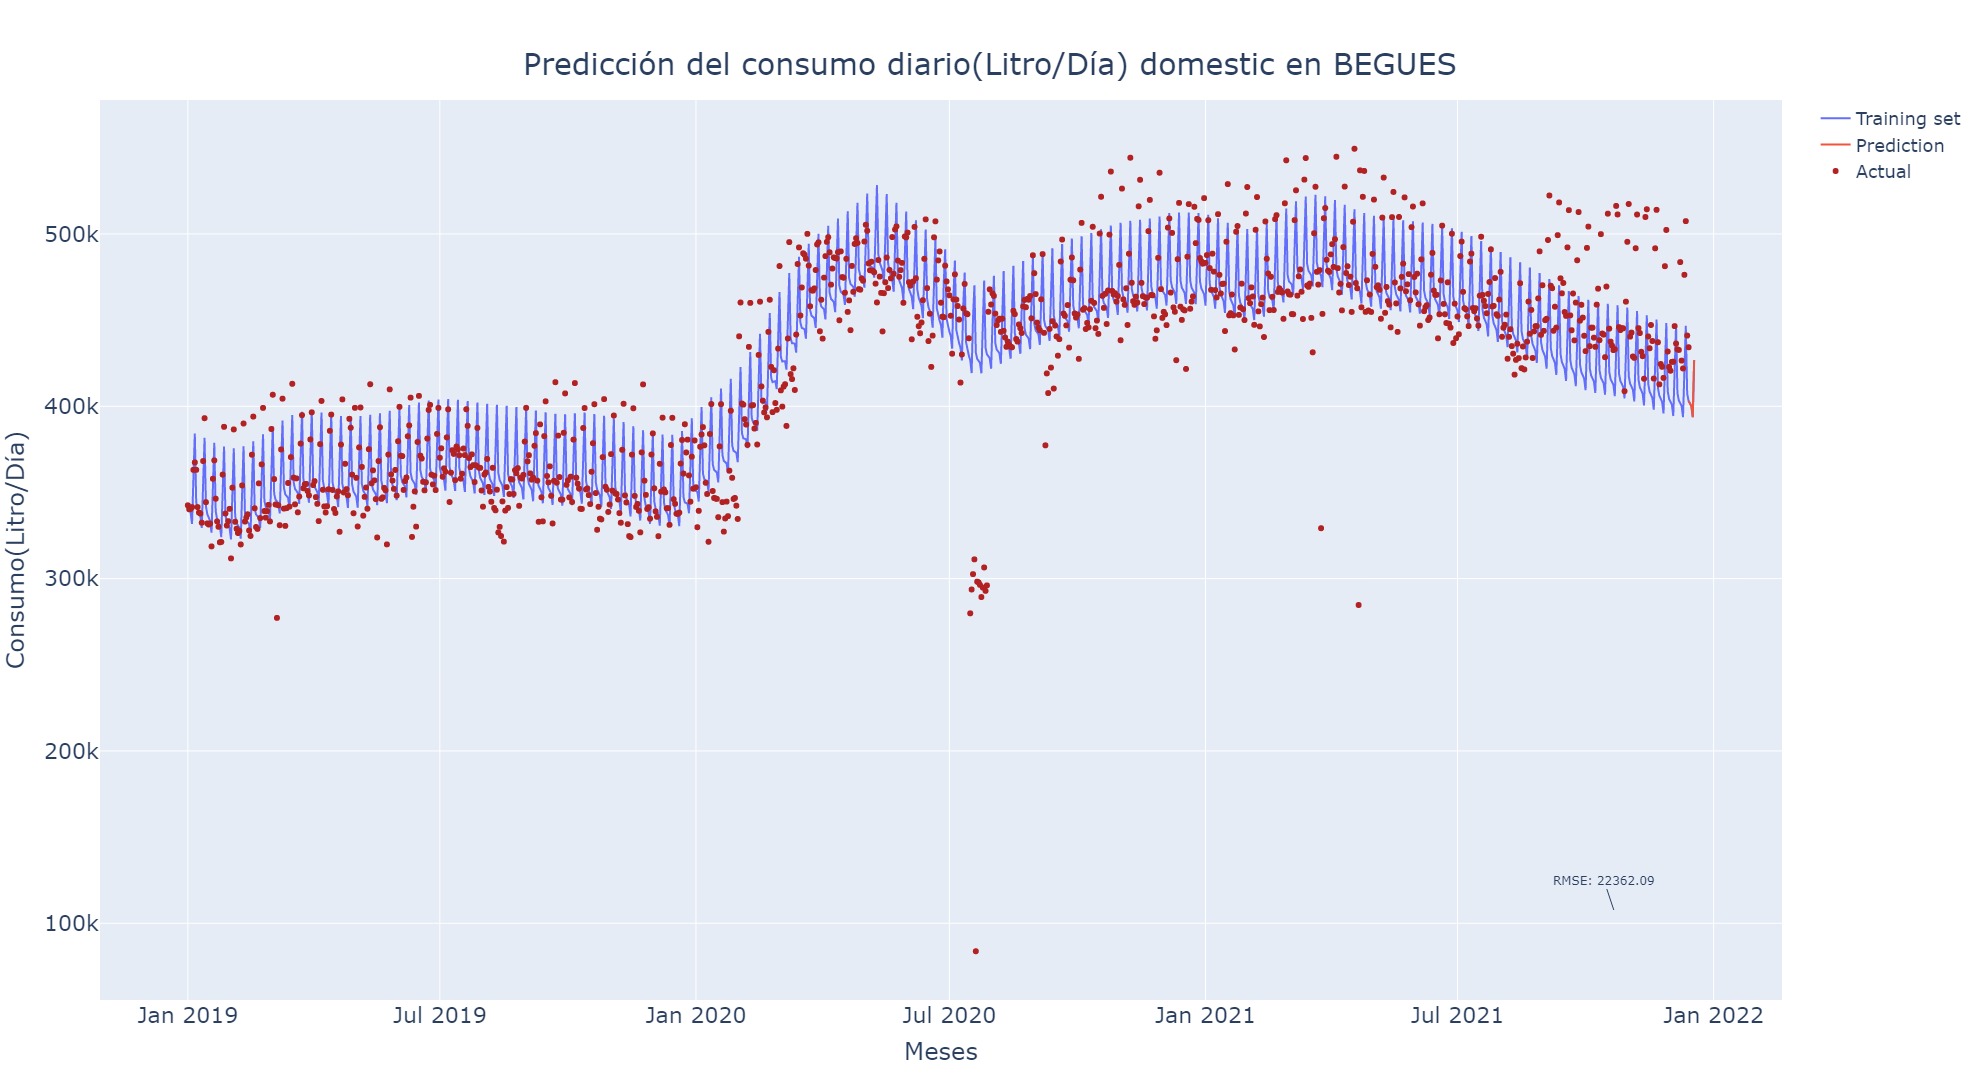 Predicción del consumo diario(Litro/Día) domestic en BEGUES
Training set
Prediction
Actual
Consumo(Litro/Día)
500k
400k
300k
200k
100k
RMSE: 22362.09
Jan 2019
Jul 2019
Jan 2020
Jul 2020
Jan 2021
Jul 2021
Jan 2022
Meses